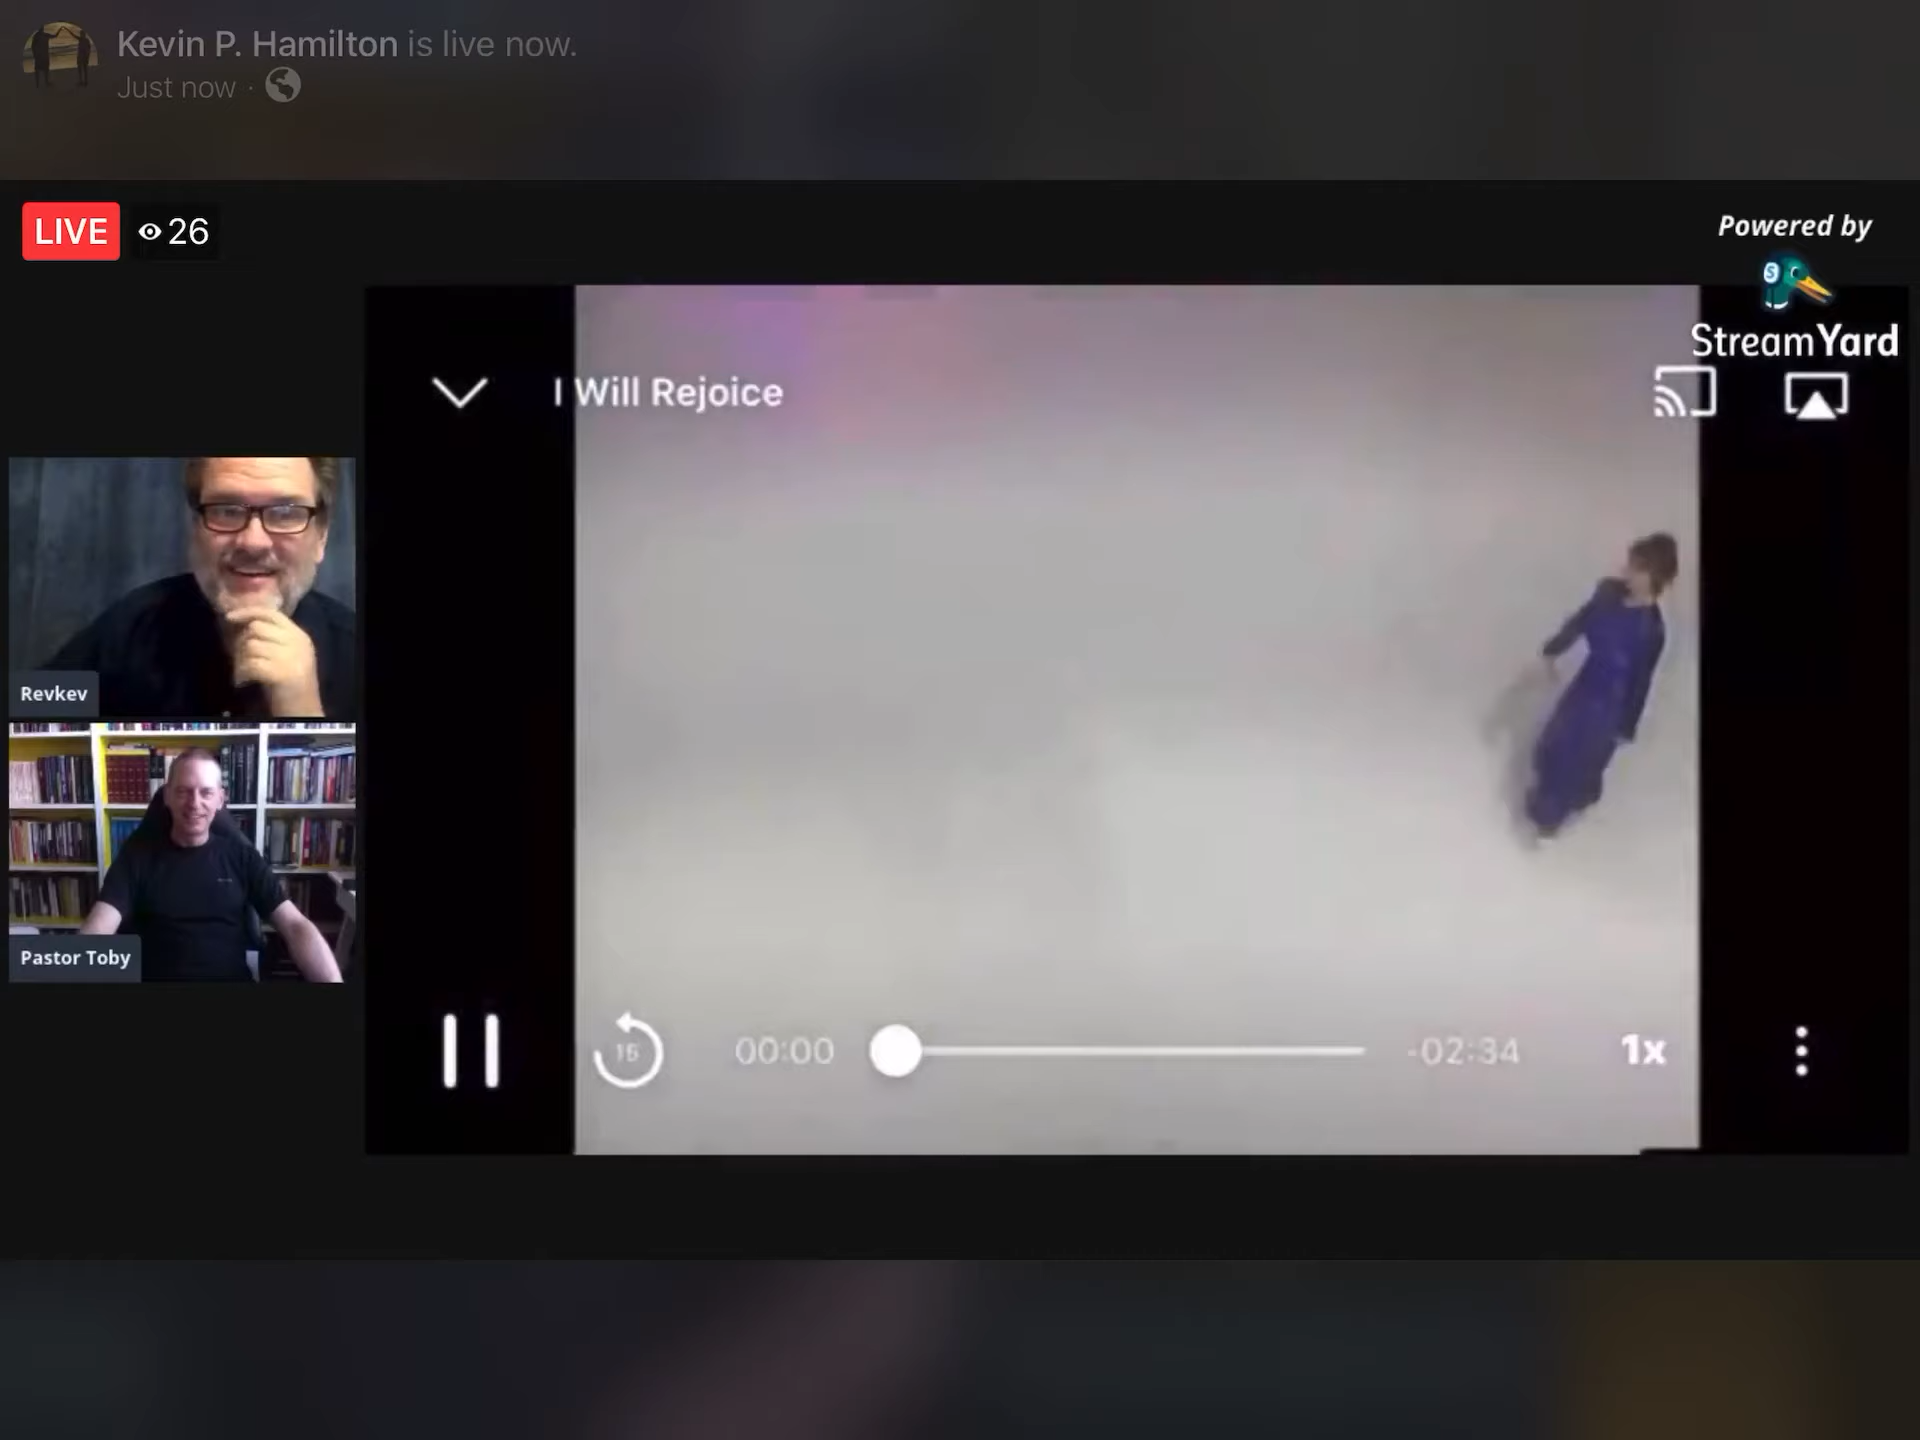 Kevin P. Hamilton is live now.
Just now ·
LIVE 26
Powered by
S
StreamYard
I Will Rejoice
Revkev
Pastor Toby
15 00:00 -02:34 1x